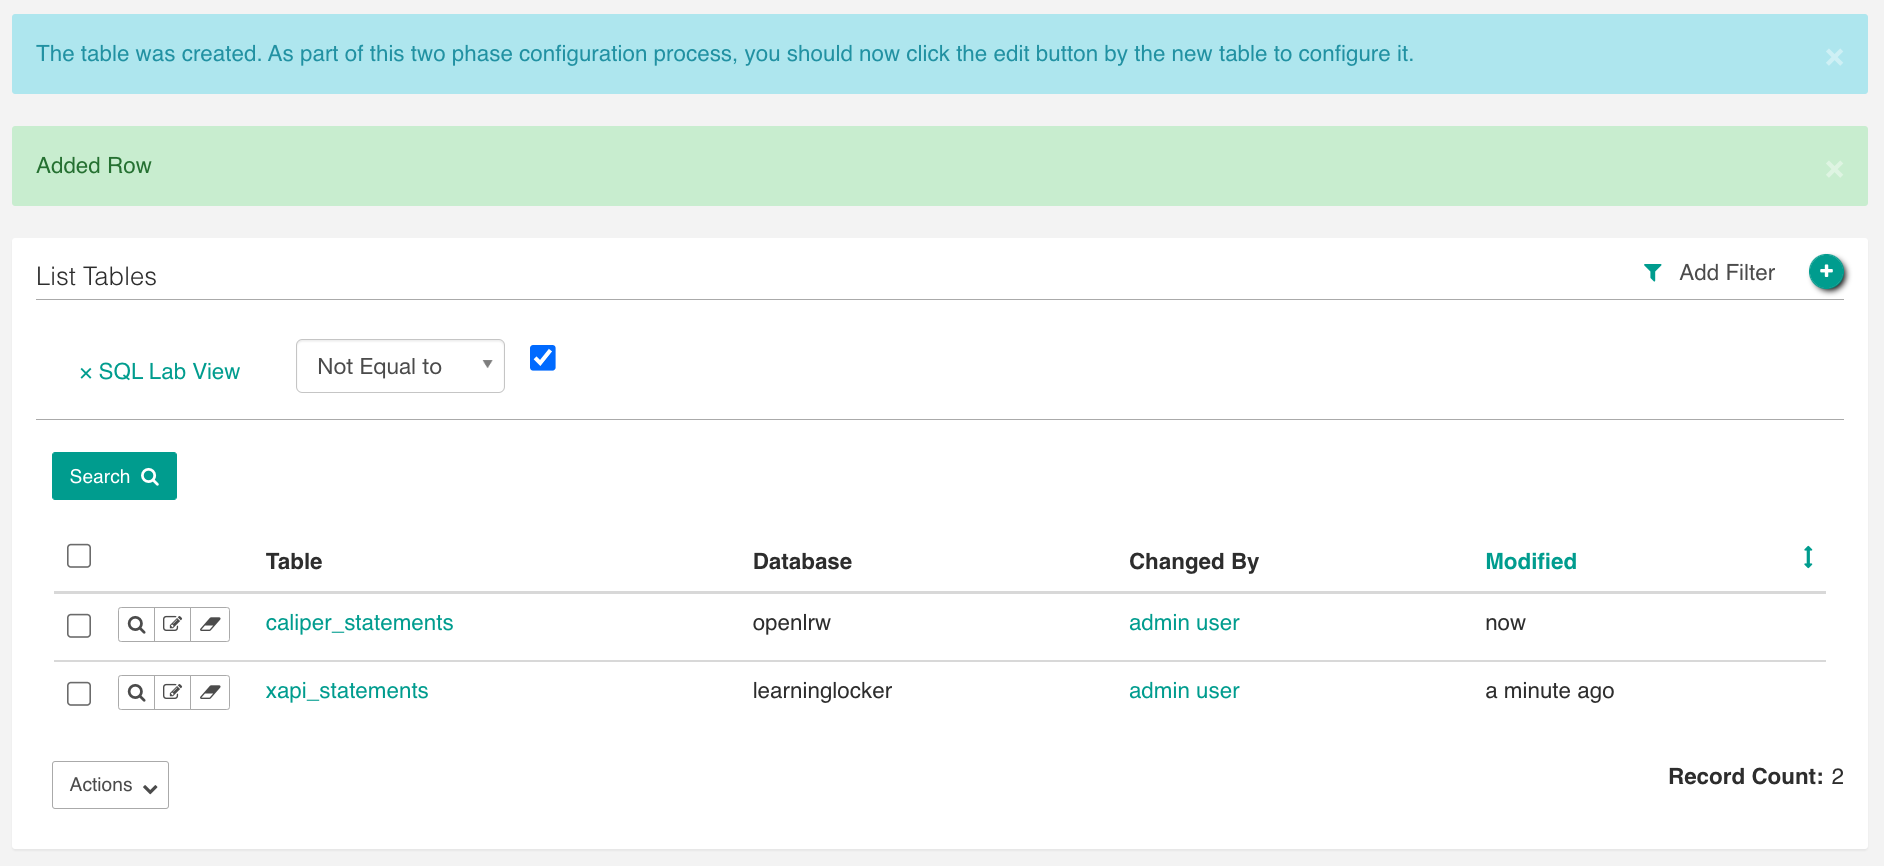 The table was created. As part of this two phase configuration process, you should now click the edit button by the new table to configure it.
×
Added Row
×
List Tables
Add Filter
+
× SQL Lab View
Not Equal to
Search
Table Database Changed By Modified
caliper_statements openlrw admin user now
xapi_statements learninglocker admin user a minute ago
Actions
Record Count: 2